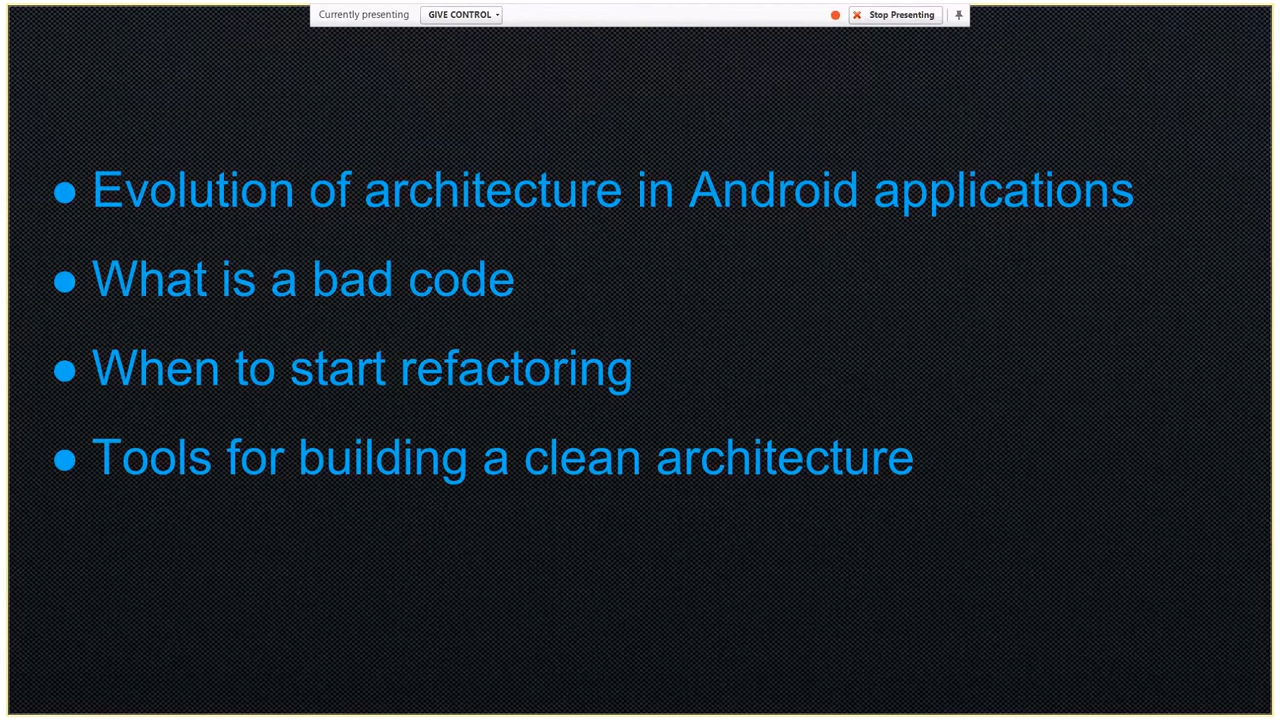 Currently presenting GIVE CONTROL Stop Presenting
● Evolution of architecture in Android applications
● What is a bad code
● When to start refactoring
● Tools for building a clean architecture